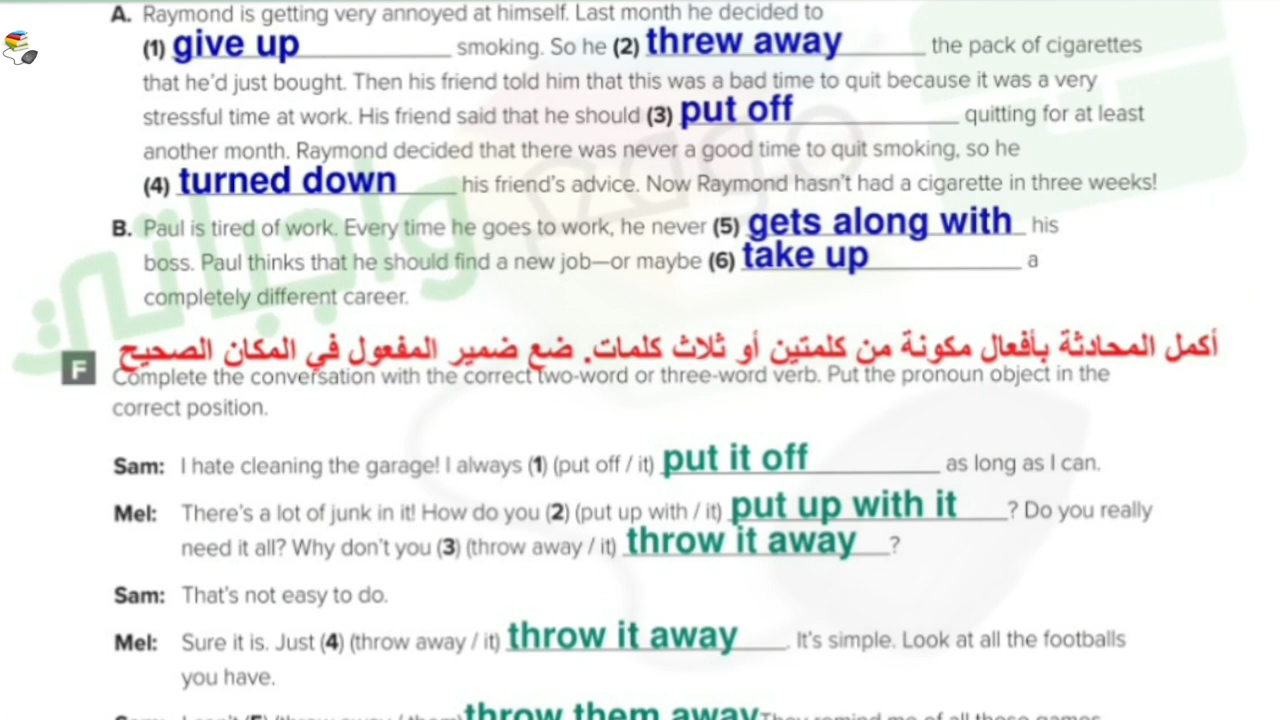 A. Raymond is getting very annoyed at himself. Last month he decided to
(1) give up smoking. So he (2) threw away the pack of cigarettes
that he'd just bought. Then his friend told him that this was a bad time to quit because it was a very
stressful time at work. His friend said that he should (3) put off quitting for at least
another month. Raymond decided that there was never a good time to quit smoking, so he
(4) turned down his friend's advice. Now Raymond hasn't had a cigarette in three weeks!
B. Paul is tired of work. Every time he goes to work, he never (5) gets along with his
boss. Paul thinks that he should find a new job—or maybe (6) take up a
completely different career.
أكمل المحادثة بأفعال مكونة من كلمتين أو ثلاث كلمات. ضع ضمير المفعول في المكان الصحيح
F Complete the conversation with the correct two-word or three-word verb. Put the pronoun object in the
correct position.
Sam: I hate cleaning the garage! I always (1) (put off / it) put it off as long as I can.
Mel: There's a lot of junk in it! How do you (2) (put up with / it) put up with it ? Do you really
need it all? Why don't you (3) (throw away / it) throw it away ?
Sam: That's not easy to do.
Mel: Sure it is. Just (4) (throw away / it) throw it away . It's simple. Look at all the footballs
you have.
throw them away
واجباتي